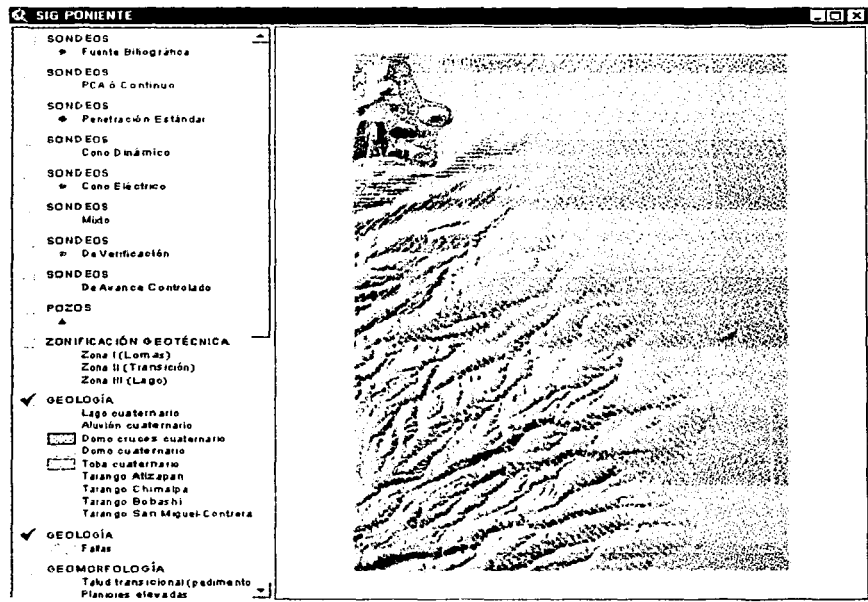 SIG PONIENTE
SONDEOS
Fuente Biliográfica
SONDEOS
PCA ó Continuo
SONDEOS
Penetración Estándar
SONDEOS
Cono Dinámico
SONDEOS
Cono Eléctrico
SONDEOS
Mixto
SONDEOS
De Verificación
SONDEOS
De Avance Controlado
POZOS
ZONIFICACIÓN GEOTÉCNICA
Zona I (Lomas)
Zona II (Transición)
Zona III (Lago)
GEOLOGÍA
Lago cuaternario
Aluvión cuaternario
Domo cruces cuaternario
Domo cuaternario
Toba cuaternario
Tarango Atizapan
Tarango Chimalpa
Tarango Bobashi
Tarango San Miguel-Contrera
GEOLOGÍA
Fallas
GEOMORFOLOGÍA
Talud transicional (pedimento
Planicies elevadas